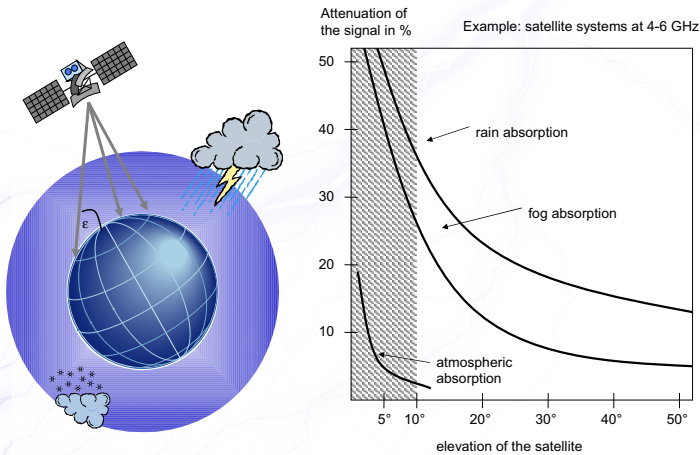 Attenuation of
the signal in %
Example: satellite systems at 4-6 GHz
50
40
rain absorption
30
fog absorption
ε
20
10
atmospheric
absorption
5° 10° 20° 30° 40° 50°
elevation of the satellite